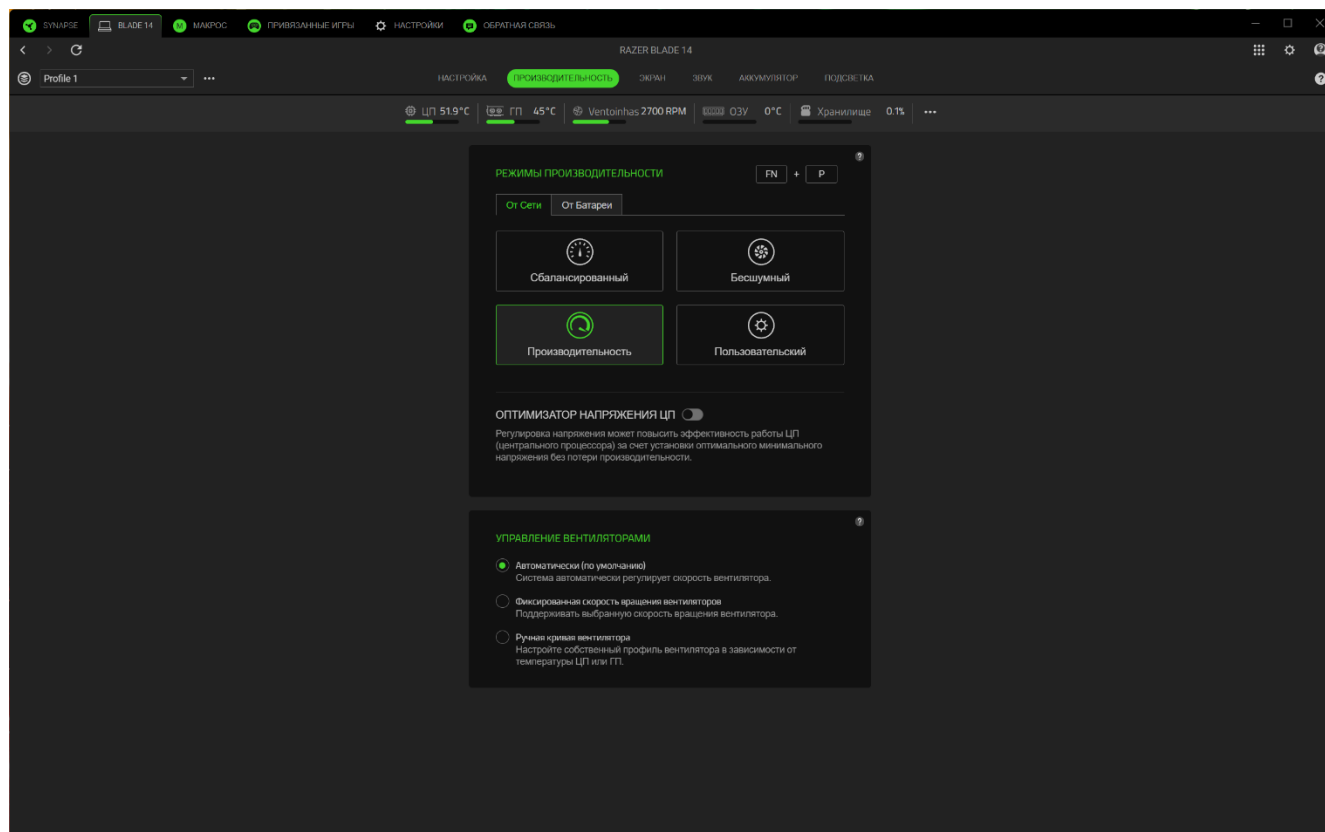 SYNAPSE BLADE 14 M МАКРОС ПРИВЯЗАННЫЕ ИГРЫ НАСТРОЙКИ ОБРАТНАЯ СВЯЗЬ
RAZER BLADE 14
Profile 1 НАСТРОЙКА ПРОИЗВОДИТЕЛЬНОСТЬ ЭКРАН ЗВУК АККУМУЛЯТОР ПОДСВЕТКА ?
ЦП 51.9°C ГП 45°C Ventoinhas 2700 RPM ОЗУ 0°C Хранилище 0.1% •••
РЕЖИМЫ ПРОИЗВОДИТЕЛЬНОСТИ FN + P ?
От Сети От Батареи
Сбалансированный Бесшумный
Производительность Пользовательский
ОПТИМИЗАТОР НАПРЯЖЕНИЯ ЦП
Регулировка напряжения может повысить эффективность работы ЦП
(центрального процессора) за счет установки оптимального минимального
напряжения без потери производительности.
?
УПРАВЛЕНИЕ ВЕНТИЛЯТОРАМИ
Автоматически (по умолчанию)
Система автоматически регулирует скорость вентилятора.
Фиксированная скорость вращения вентиляторов
Поддерживать выбранную скорость вращения вентилятора.
Ручная кривая вентилятора
Настройте собственный профиль вентилятора в зависимости от
температуры ЦП или ГП.